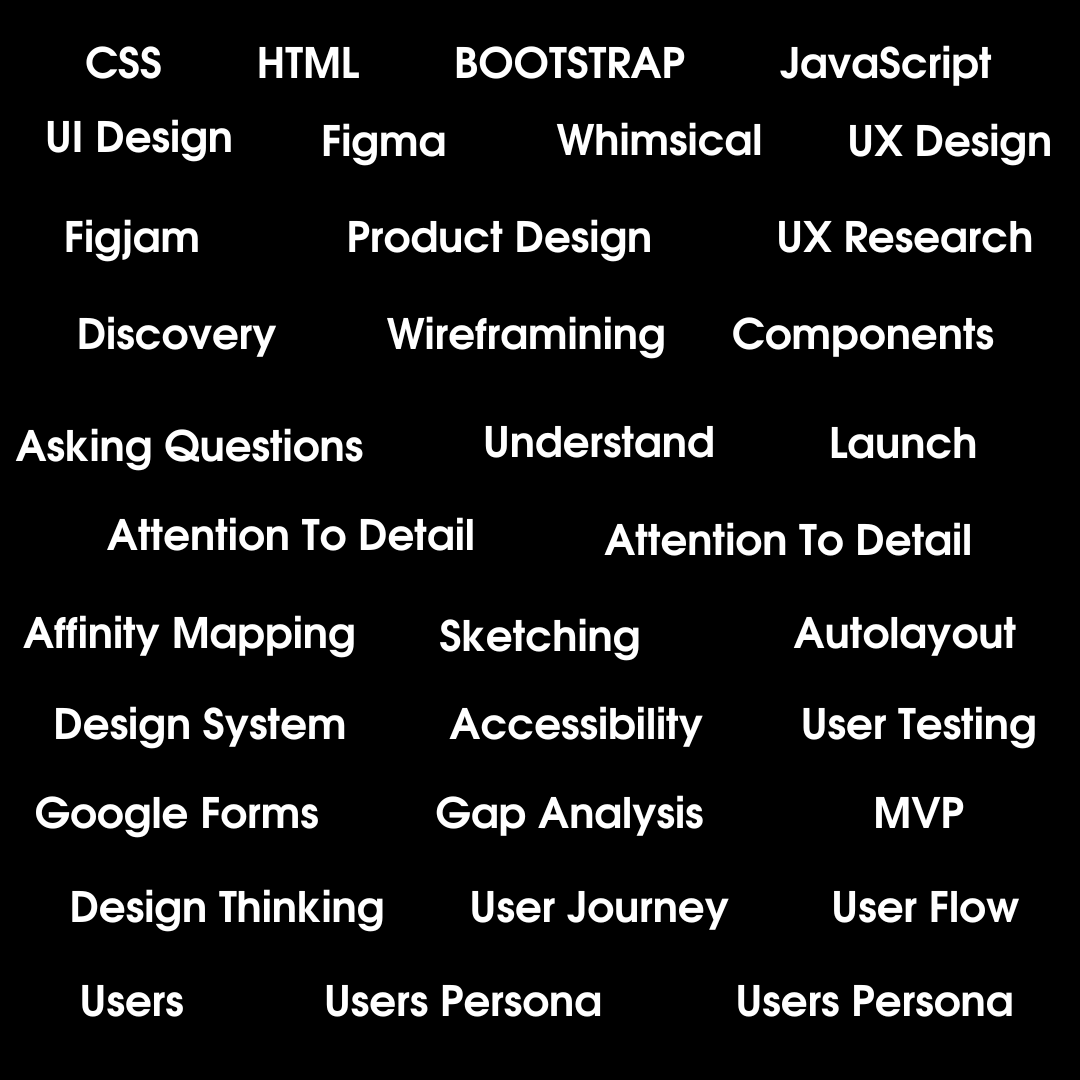 CSS HTML BOOTSTRAP JavaScript
UI Design Figma Whimsical UX Design
Figjam Product Design UX Research
Discovery Wireframining Components
Asking Questions Understand Launch
Attention To Detail Attention To Detail
Affinity Mapping Sketching Autolayout
Design System Accessibility User Testing
Google Forms Gap Analysis MVP
Design Thinking User Journey User Flow
Users Users Persona Users Persona